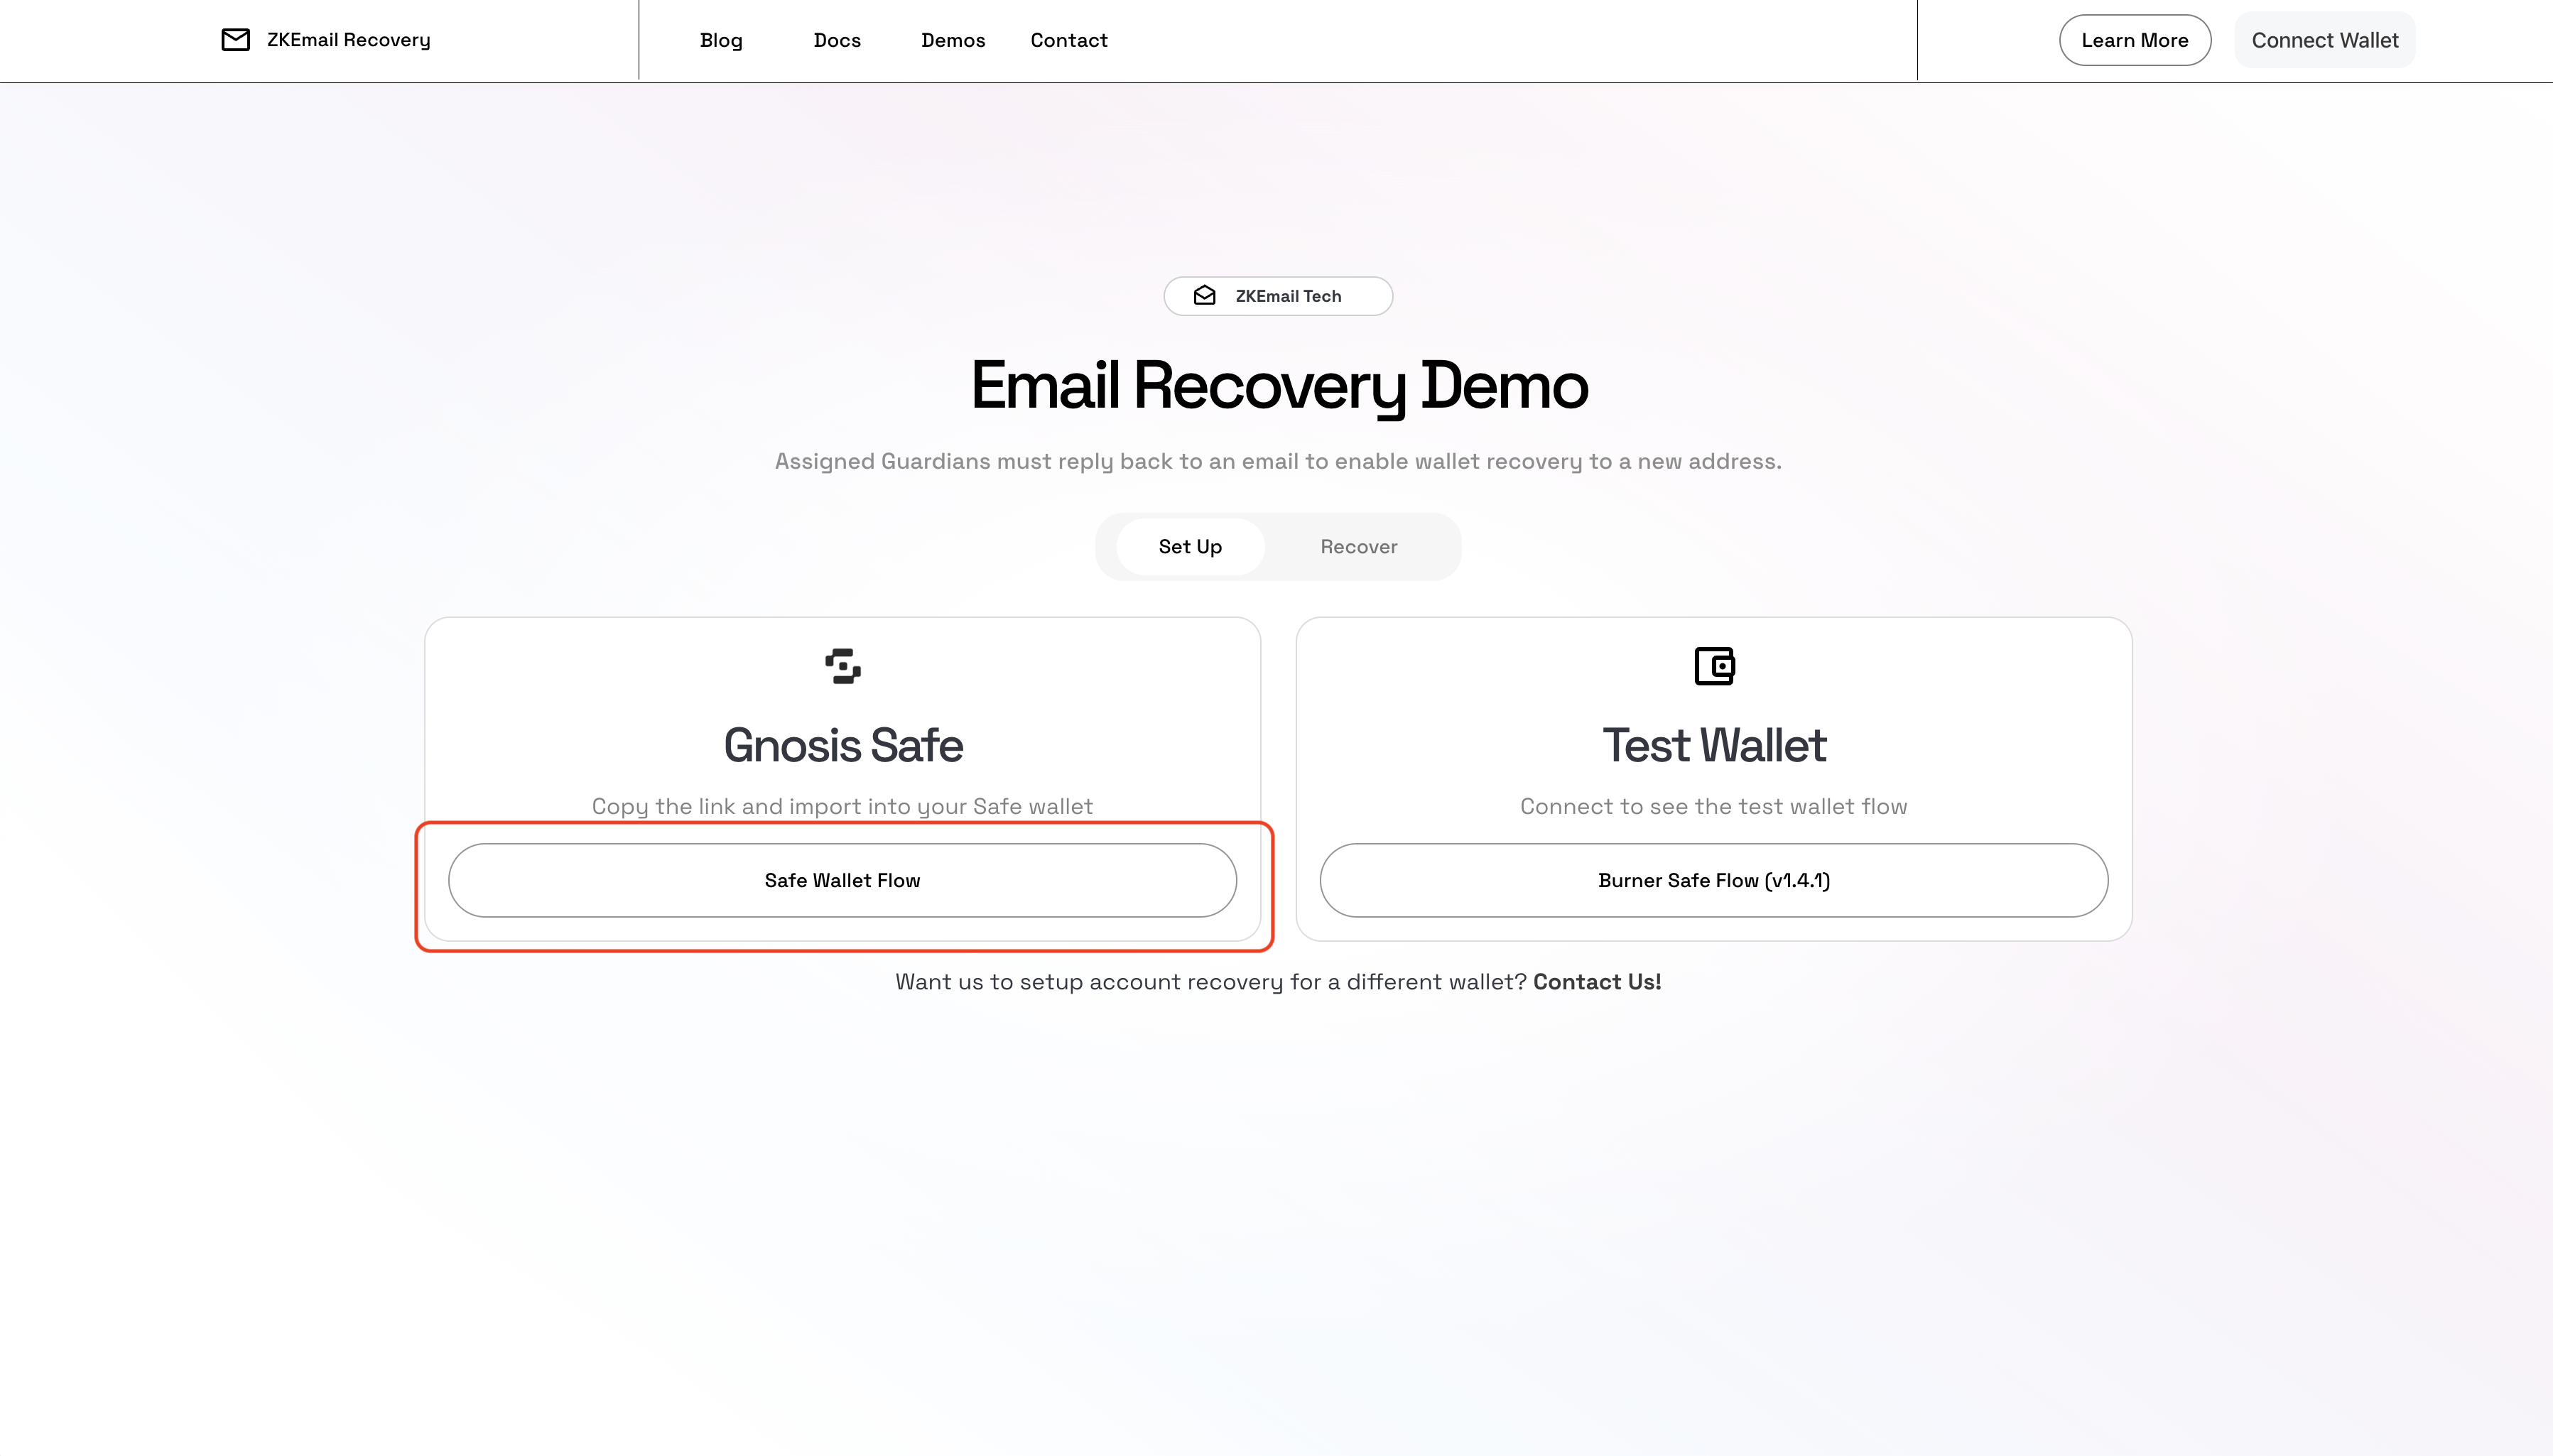 ZKEmail Recovery
Blog
Docs
Demos
Contact
Learn More
Connect Wallet
ZKEmail Tech
Email Recovery Demo
Assigned Guardians must reply back to an email to enable wallet recovery to a new address.
Set Up
Recover
Gnosis Safe
Copy the link and import into your Safe wallet
Safe Wallet Flow
Test Wallet
Connect to see the test wallet flow
Burner Safe Flow (v1.4.1)
Want us to setup account recovery for a different wallet? Contact Us!